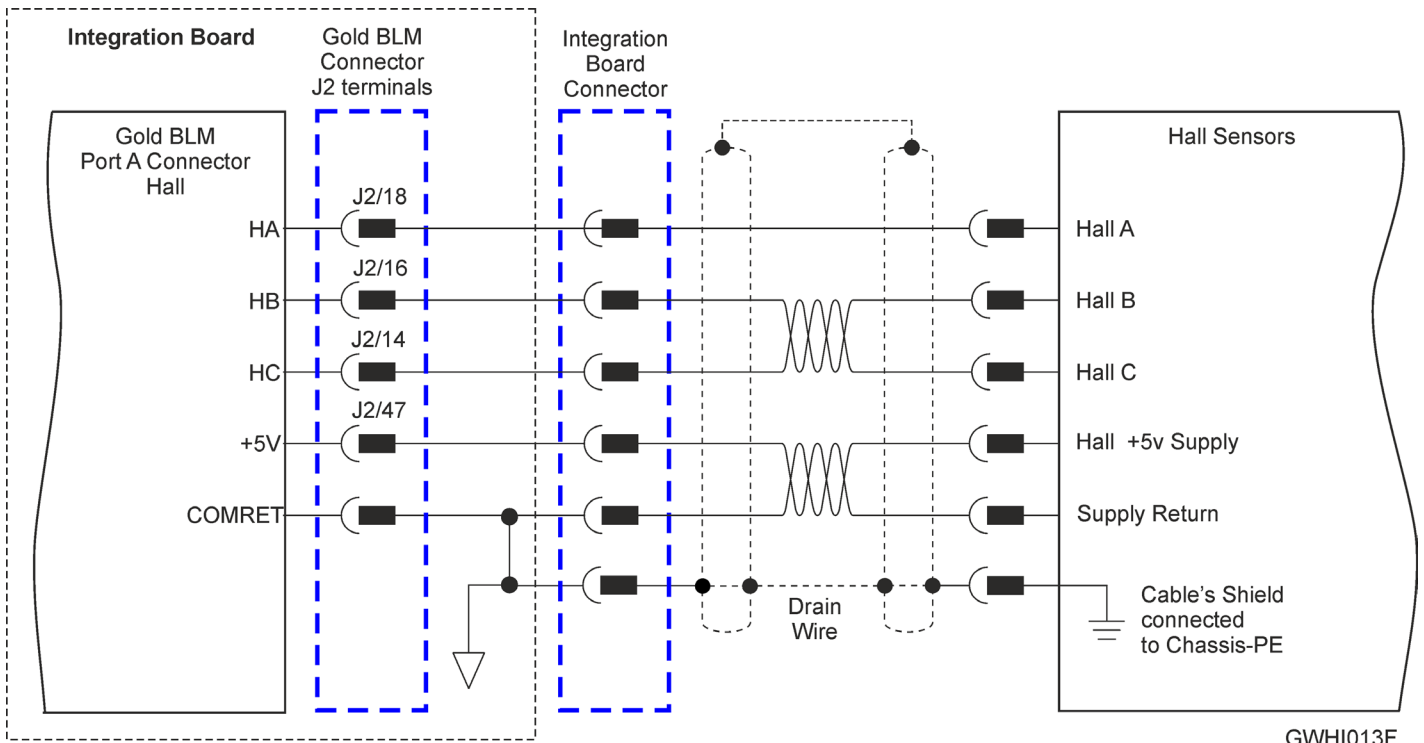 Integration Board
Gold BLM
Connector
J2 terminals
Integration
Board
Connector
Gold BLM
Port A Connector
Hall
Hall Sensors
J2/18
HA
Hall A
J2/16
HB
Hall B
J2/14
HC
Hall C
J2/47
+5V
Hall +5v Supply
COMRET
Supply Return
Drain
Wire
Cable's Shield
connected
to Chassis-PE